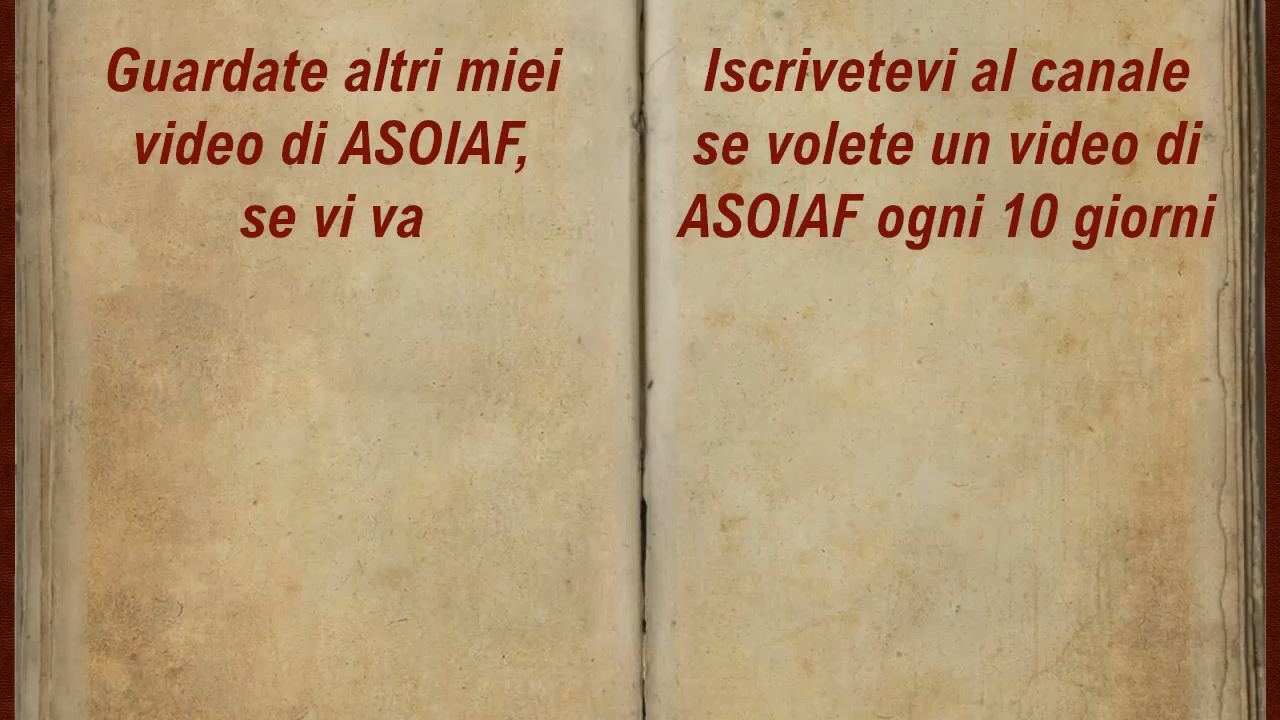 Guardate altri miei
video di ASOIAF,
se vi va
Iscrivetevi al canale
se volete un video di
ASOIAF ogni 10 giorni